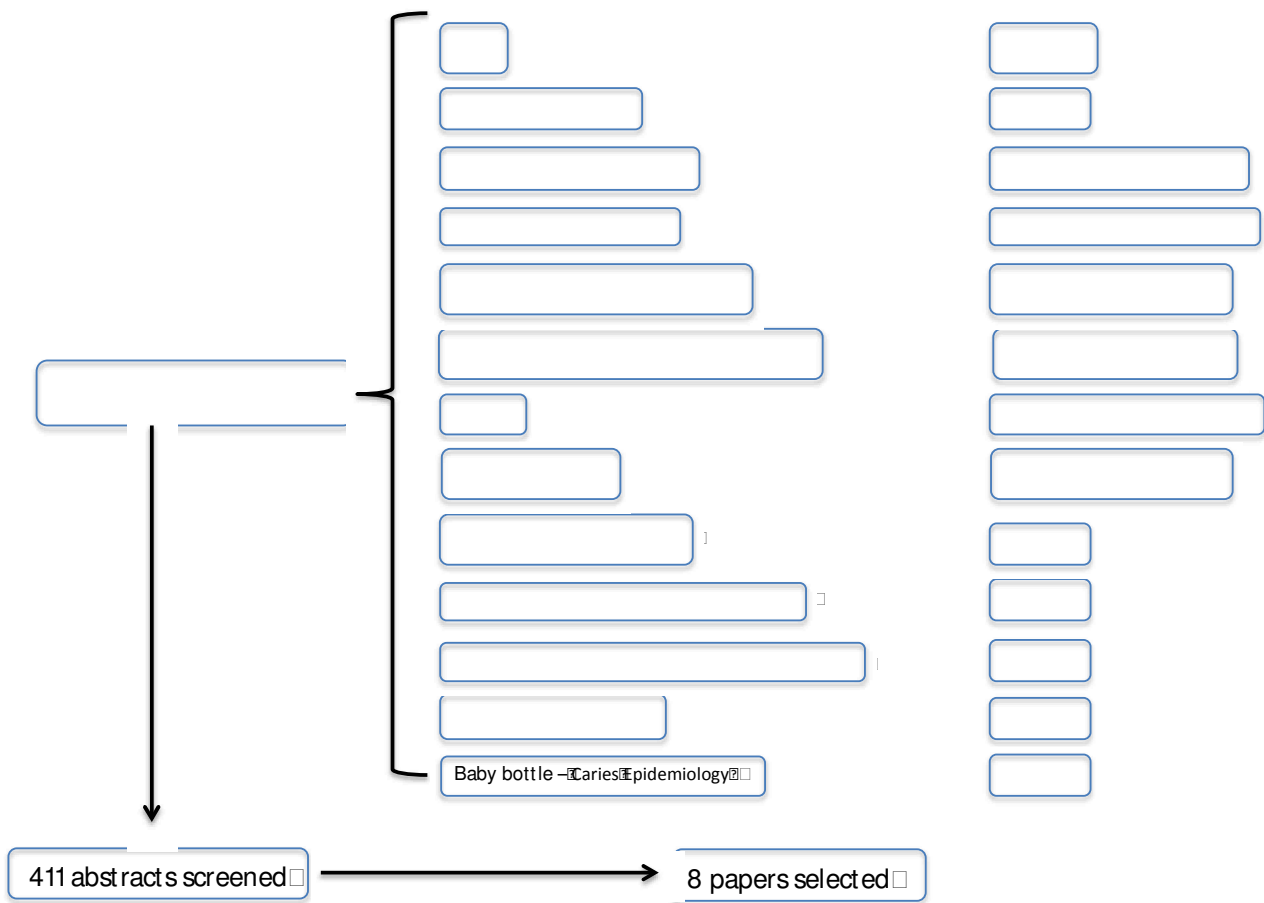 Baby bottle – Caries Epidemiology
411 abstracts screened
8 papers selected